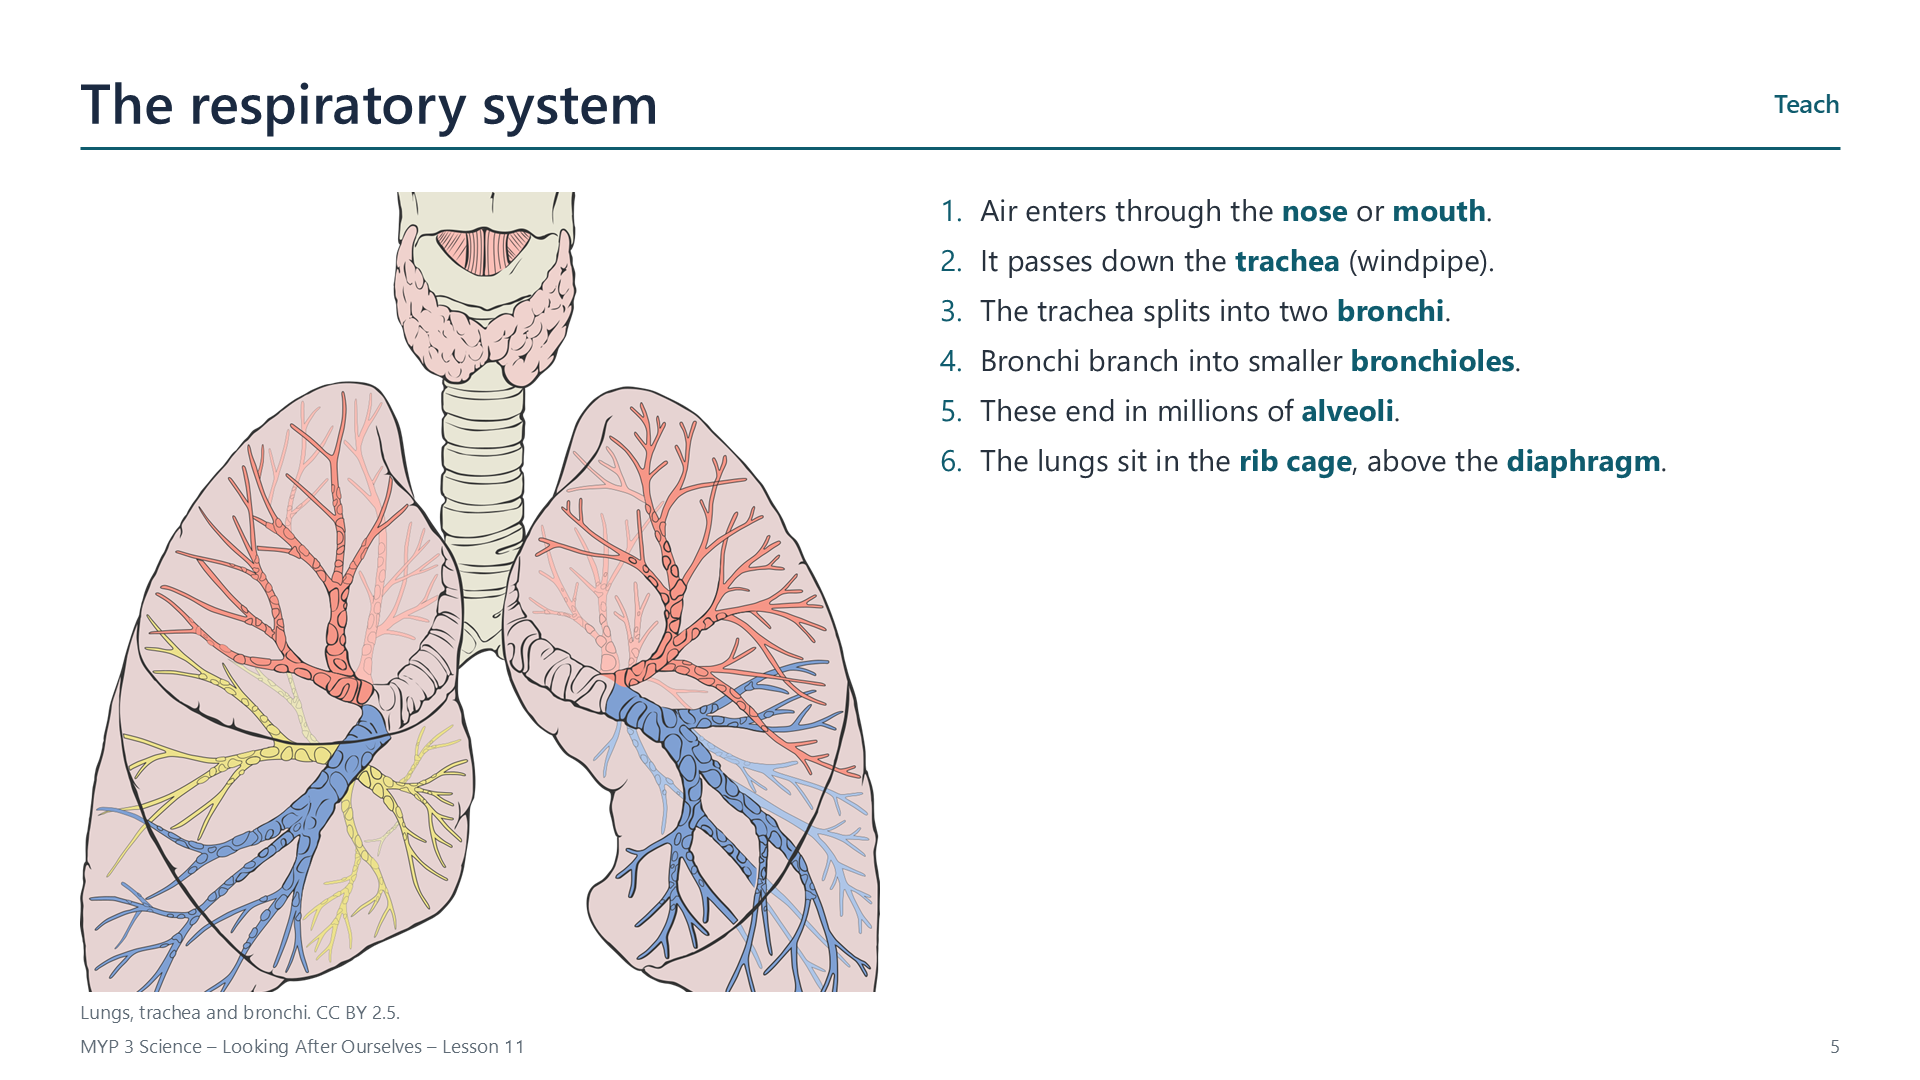 The respiratory system
Teach
1. Air enters through the nose or mouth.
2. It passes down the trachea (windpipe).
3. The trachea splits into two bronchi.
4. Bronchi branch into smaller bronchioles.
5. These end in millions of alveoli.
6. The lungs sit in the rib cage, above the diaphragm.
Lungs, trachea and bronchi. CC BY 2.5.
MYP 3 Science – Looking After Ourselves – Lesson 11
5